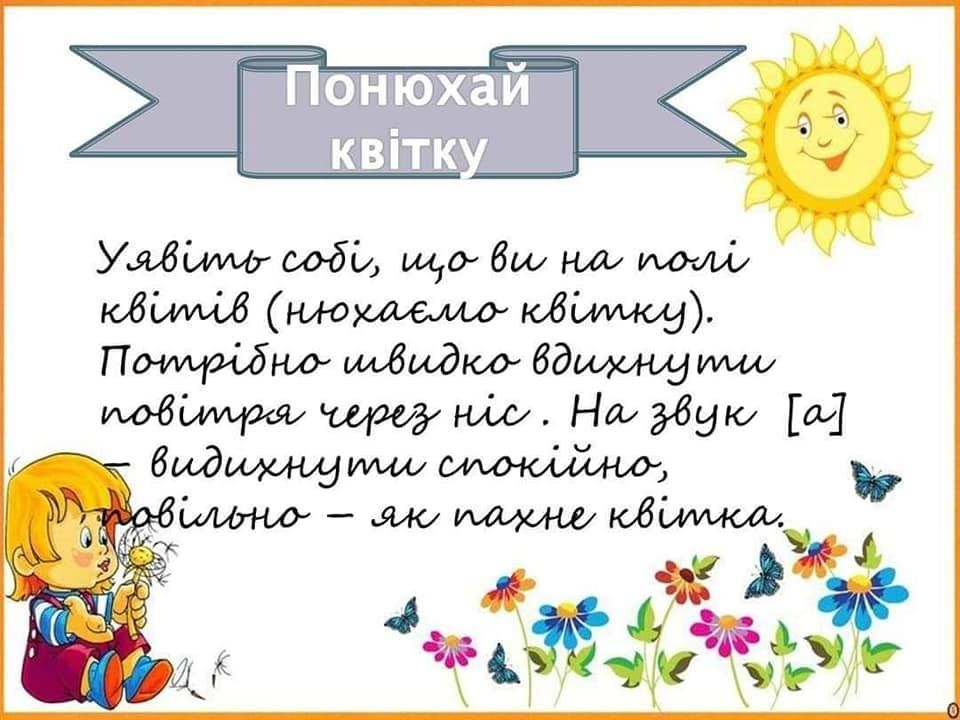 Понюхай
квітку
Уявіть собі, що ви на полі
квітів (нюхаємо квітку).
Потрібно швидко вдихнути
повітря через ніс . На звук [а]
– видихнути спокійно,
повільно – як пахне квітка.